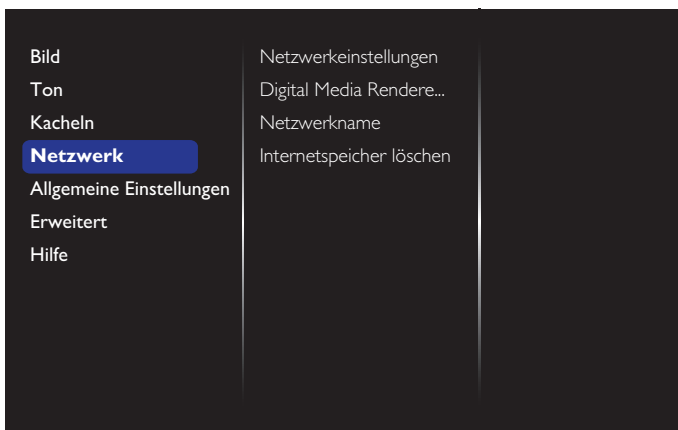 Bild
Ton
Kacheln
Netzwerk
Allgemeine Einstellungen
Erweitert
Hilfe
Netzwerkeinstellungen
Digital Media Rendere...
Netzwerkname
Internetspeicher löschen